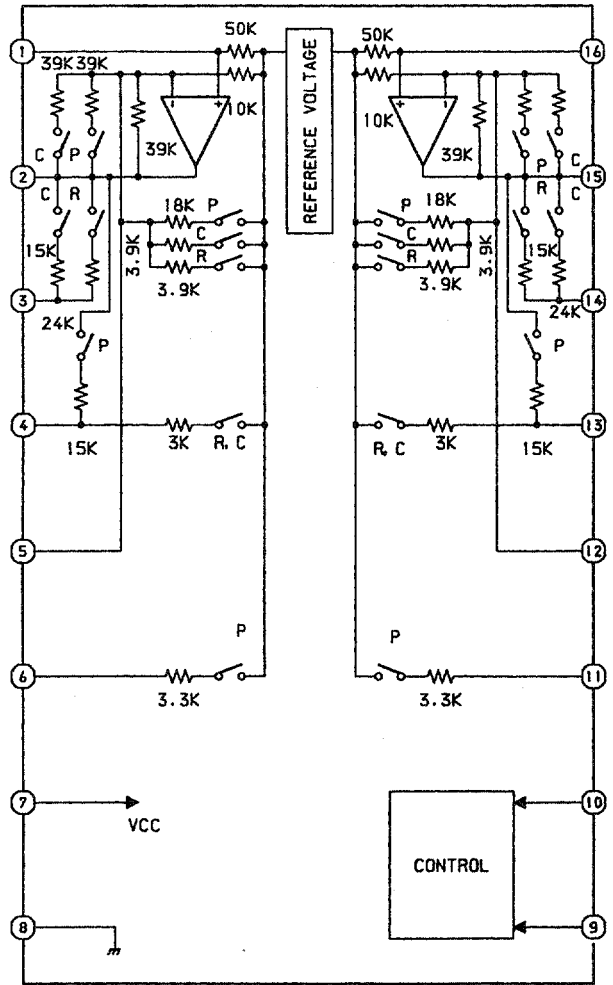 50K 50K
1 16
39K 39K
REFERENCE VOLTAGE
- + + -
10K 10K
39K 39K
C P P C
2 15
C R R C
18K P P 18K
C C
15K 15K
3.9K R R 3.9K
3.9K 3.9K
3 14
24K 24K
P P
4 13
15K 3K R, C R, C 3K 15K
5 12
P P
6 11
3.3K 3.3K
7 10
VCC
CONTROL
8 9